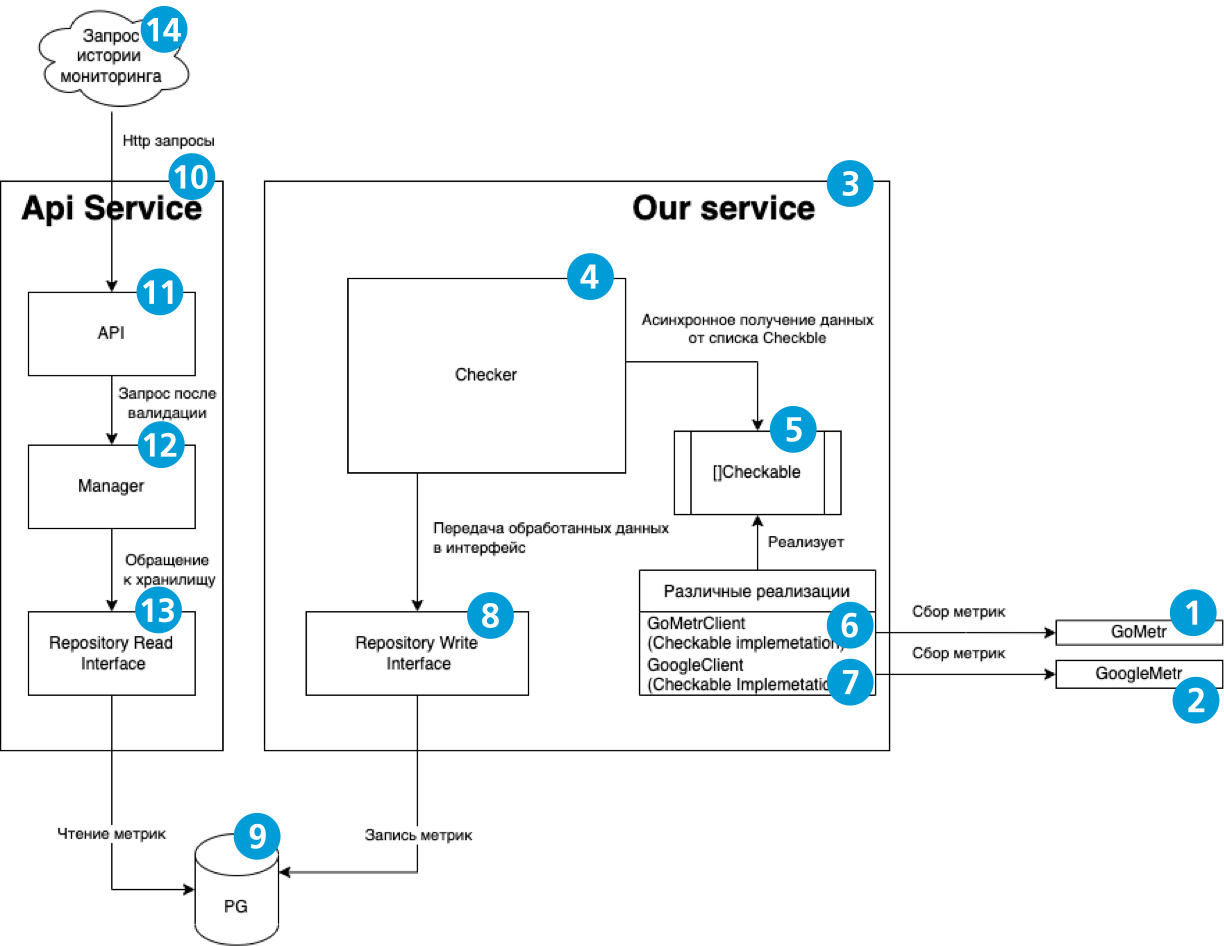 14
Запрос
истории
мониторинга
Http запросы
10
Api Service
11
API
Запрос после
валидации
12
Manager
Обращение
к хранилищу
13
Repository Read
Interface
Чтение метрик
3
Our service
4
Checker
Асинхронное получение данных
от списка Checkble
5
[]Checkable
Передача обработанных данных
в интерфейс
Реализует
8
Repository Write
Interface
Различные реализации
GoMetrClient
(Checkable implemetation)
6
GoogleClient
(Checkable
7
Сбор метрик
1
GoMetr
Сбор метрик
GoogleMetr
2
Запись метрик
9
PG